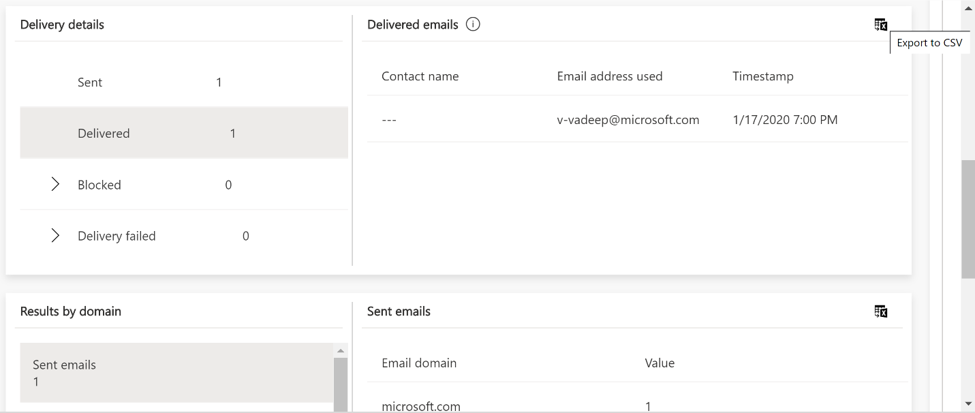 Delivery details
Sent 1
Delivered 1
Blocked 0
Delivery failed 0
Delivered emails
Export to CSV
Contact name Email address used Timestamp
--- v-vadeep@microsoft.com 1/17/2020 7:00 PM
Results by domain
Sent emails
1
Sent emails
Email domain Value
microsoft.com 1